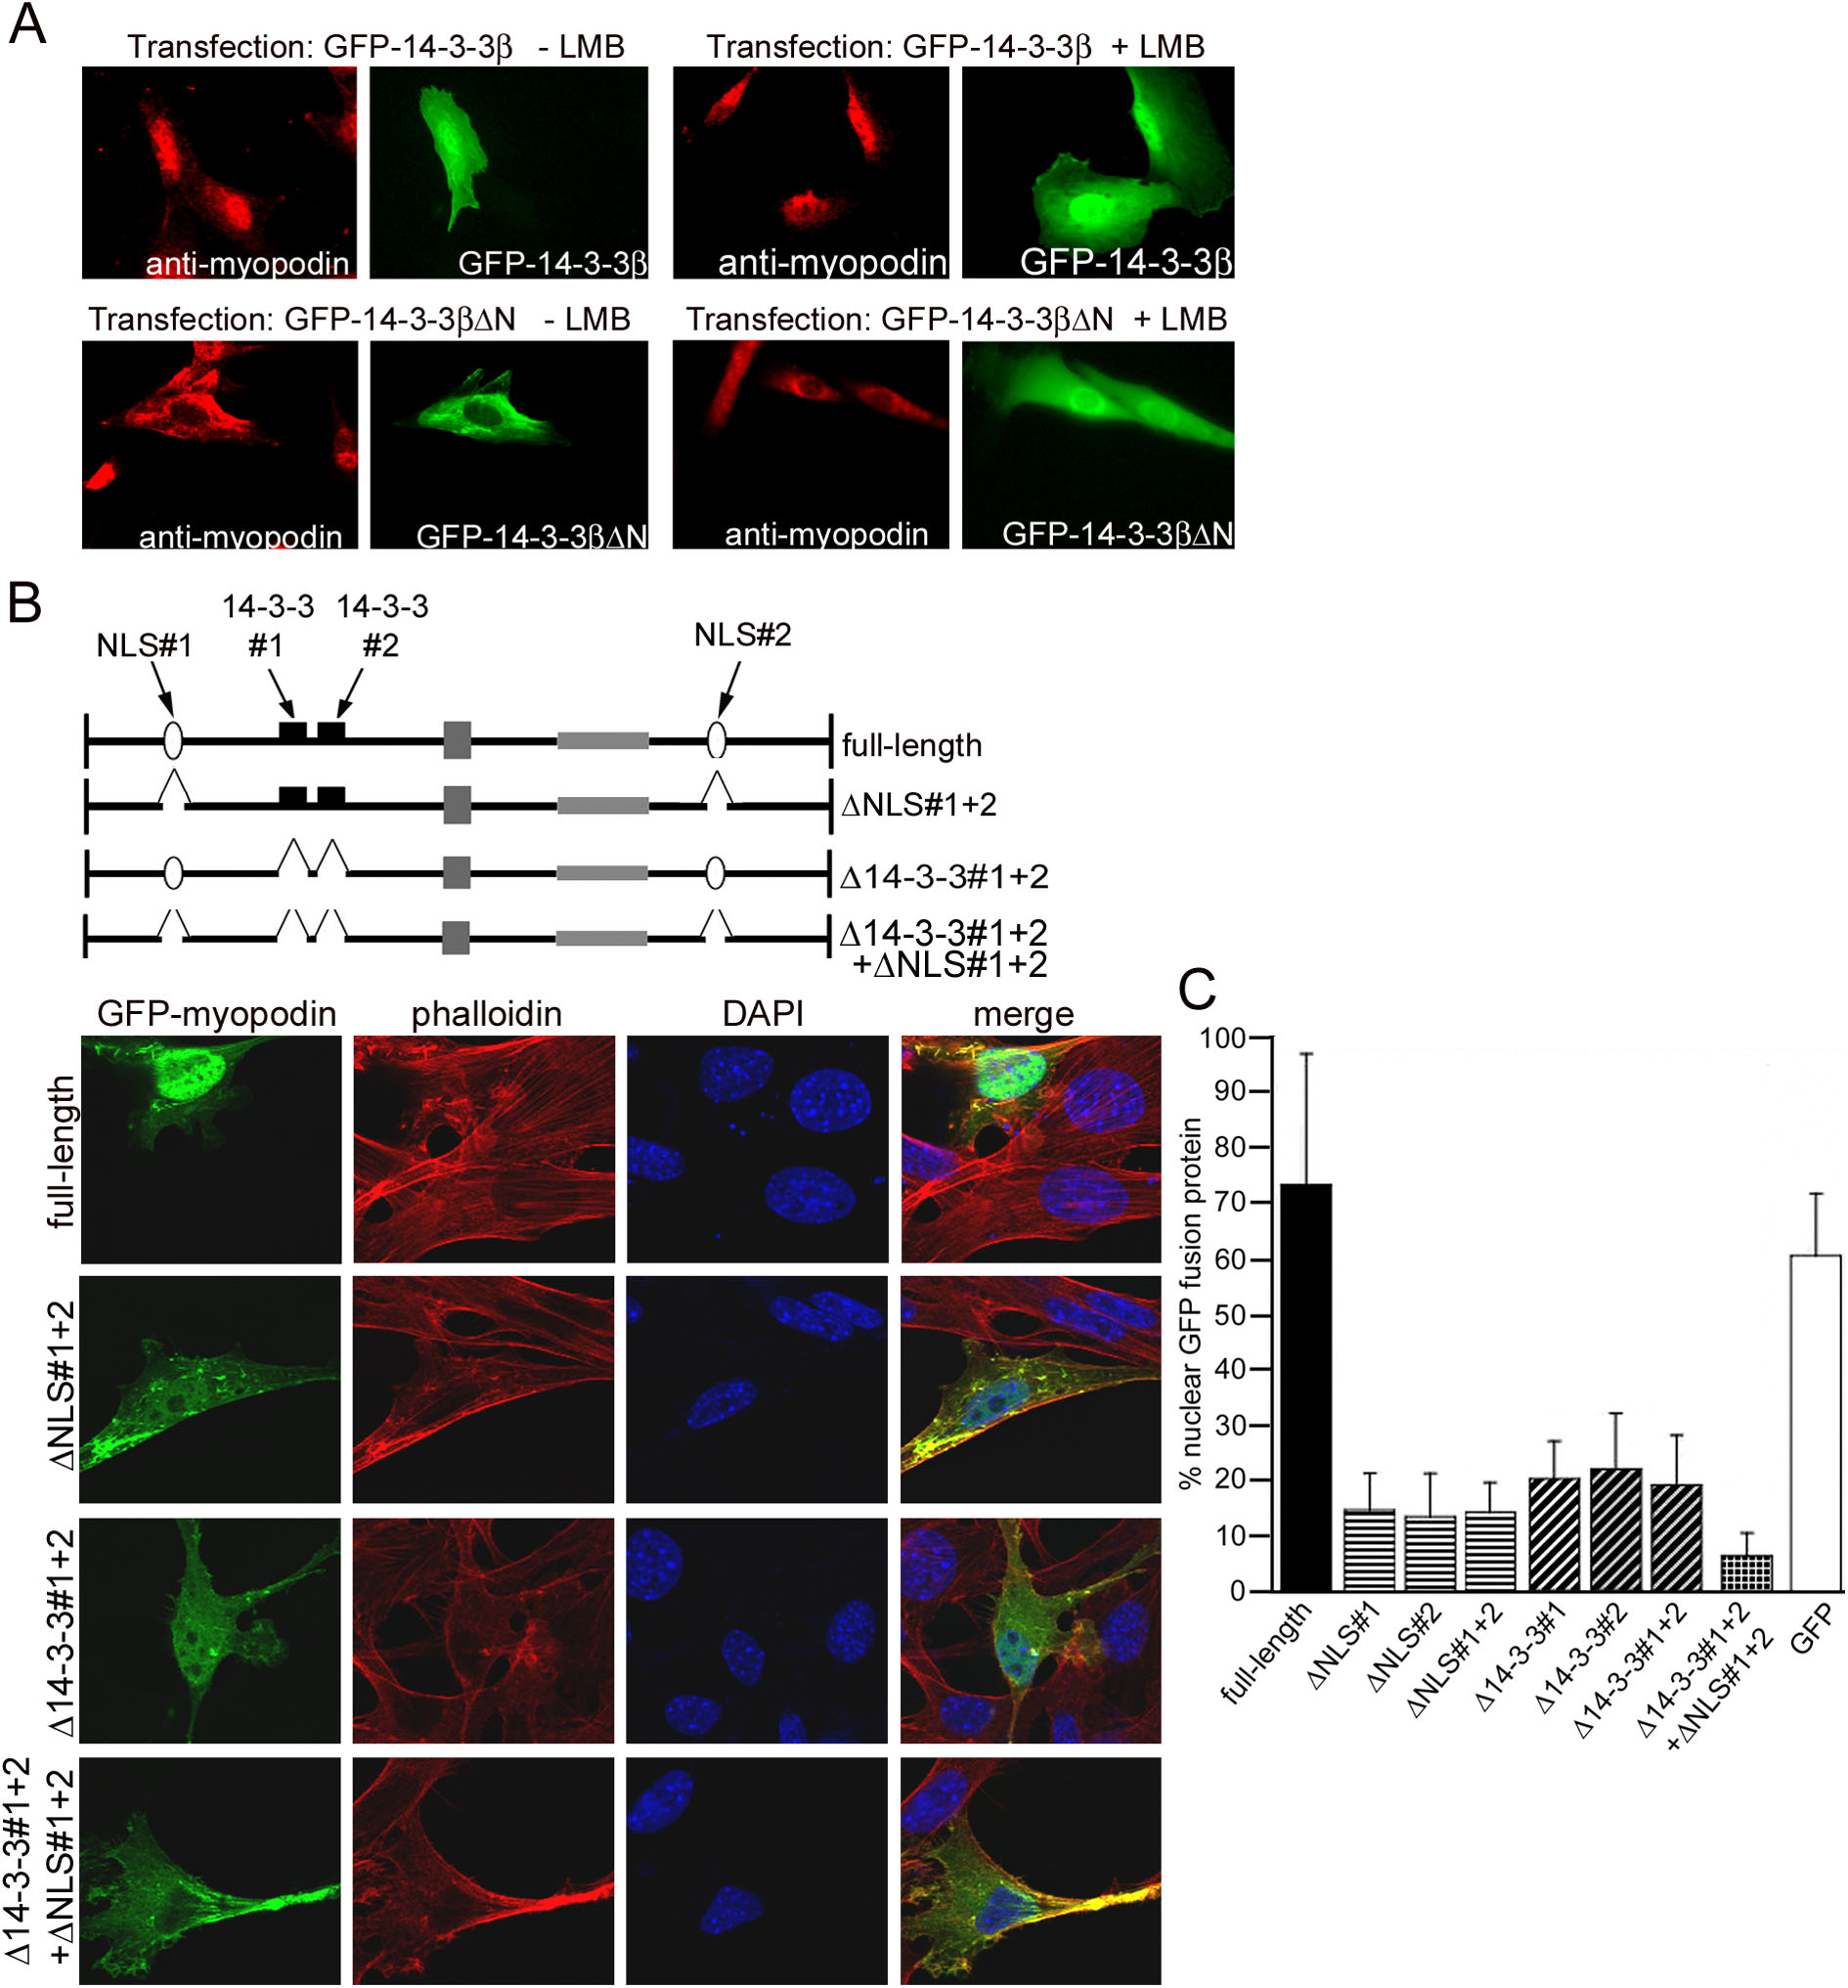 A
Transfection: GFP-14-3-3β - LMB
Transfection: GFP-14-3-3β + LMB
anti-myopodin
GFP-14-3-3β
anti-myopodin
GFP-14-3-3β
Transfection: GFP-14-3-3βΔN - LMB
Transfection: GFP-14-3-3βΔN + LMB
anti-myopodin
GFP-14-3-3βΔN
anti-myopodin
GFP-14-3-3βΔN
B
NLS#1
14-3-3
#1
14-3-3
#2
NLS#2
full-length
ΔNLS#1+2
Δ14-3-3#1+2
Δ14-3-3#1+2
+ΔNLS#1+2
GFP-myopodin
phalloidin
DAPI
merge
full-length
ΔNLS#1+2
Δ14-3-3#1+2
Δ14-3-3#1+2
+ΔNLS#1+2
C
% nuclear GFP fusion protein
100
90
80
70
60
50
40
30
20
10
0
full-length
ΔNLS#1
ΔNLS#2
ΔNLS#1+2
Δ14-3-3#1
Δ14-3-3#2
Δ14-3-3#1+2
Δ14-3-3#1+2
+ΔNLS#1+2
GFP